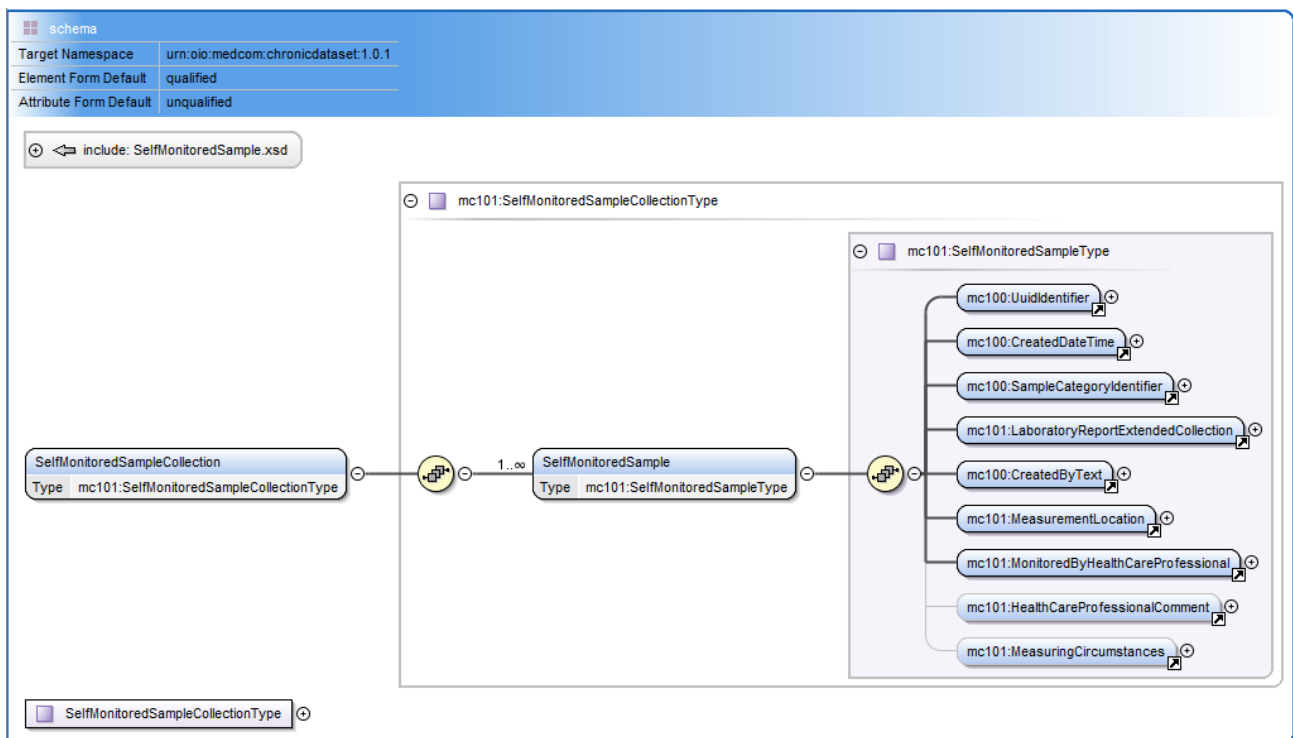 schema
Target Namespace urn:oio:medcom:chronicdataset:1.0.1
Element Form Default qualified
Attribute Form Default unqualified
include: SelfMonitoredSample.xsd
mc101:SelfMonitoredSampleCollectionType
mc101:SelfMonitoredSampleType
mc100:UuidIdentifier
mc100:CreatedDateTime
mc100:SampleCategoryIdentifier
mc101:LaboratoryReportExtendedCollection
SelfMonitoredSampleCollection
Type mc101:SelfMonitoredSampleCollectionType
1..∞
SelfMonitoredSample
Type mc101:SelfMonitoredSampleType
mc100:CreatedByText
mc101:MeasurementLocation
mc101:MonitoredByHealthCareProfessional
mc101:HealthCareProfessionalComment
mc101:MeasuringCircumstances
SelfMonitoredSampleCollectionType